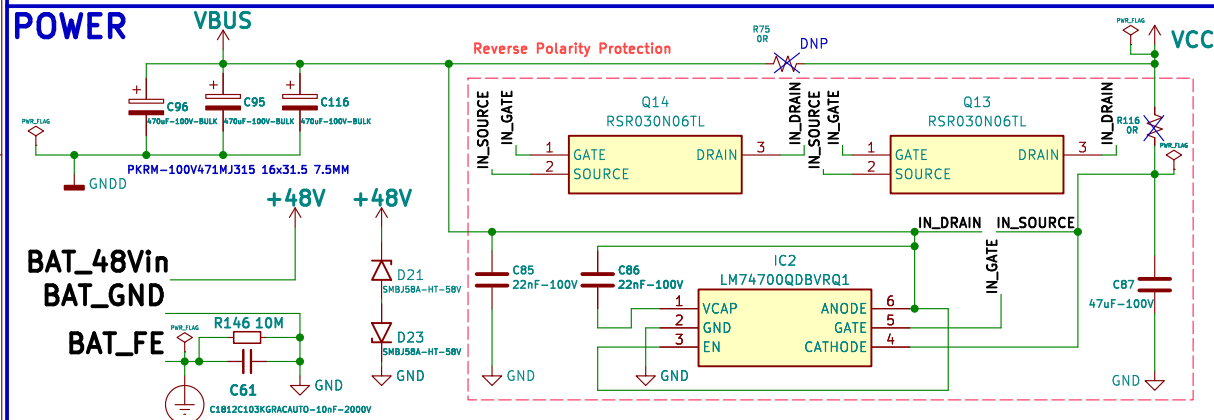 POWER
VBUS
Reverse Polarity Protection
R75
0R
DNP
PWR_FLAG
VCC
C96
470uF-100V-BULK
C95
470uF-100V-BULK
C116
470uF-100V-BULK
PWR_FLAG
GNDD
PKRM-100V471MJ315 16x31.5 7.5MM
IN_SOURCE
IN_GATE
Q14
RSR030N06TL
1
GATE
2
SOURCE
DRAIN
3
IN_DRAIN
IN_SOURCE
IN_GATE
Q13
RSR030N06TL
1
GATE
2
SOURCE
DRAIN
3
IN_DRAIN
R116
0R
PWR_FLAG
+48V
+48V
BAT_48Vin
BAT_GND
BAT_FE
PWR_FLAG
R146 10M
C61
C1812C103KGRACAUTO-10nF-2000V
GND
D21
SMBJ58A-HT-58V
D23
SMBJ58A-HT-58V
GND
C85
22nF-100V
GND
C86
22nF-100V
IN_DRAIN
IN_SOURCE
IN_GATE
IC2
LM74700QDBVRQ1
1
VCAP
2
GND
3
EN
ANODE
6
GATE
5
CATHODE
4
GND
C87
47uF-100V
GND